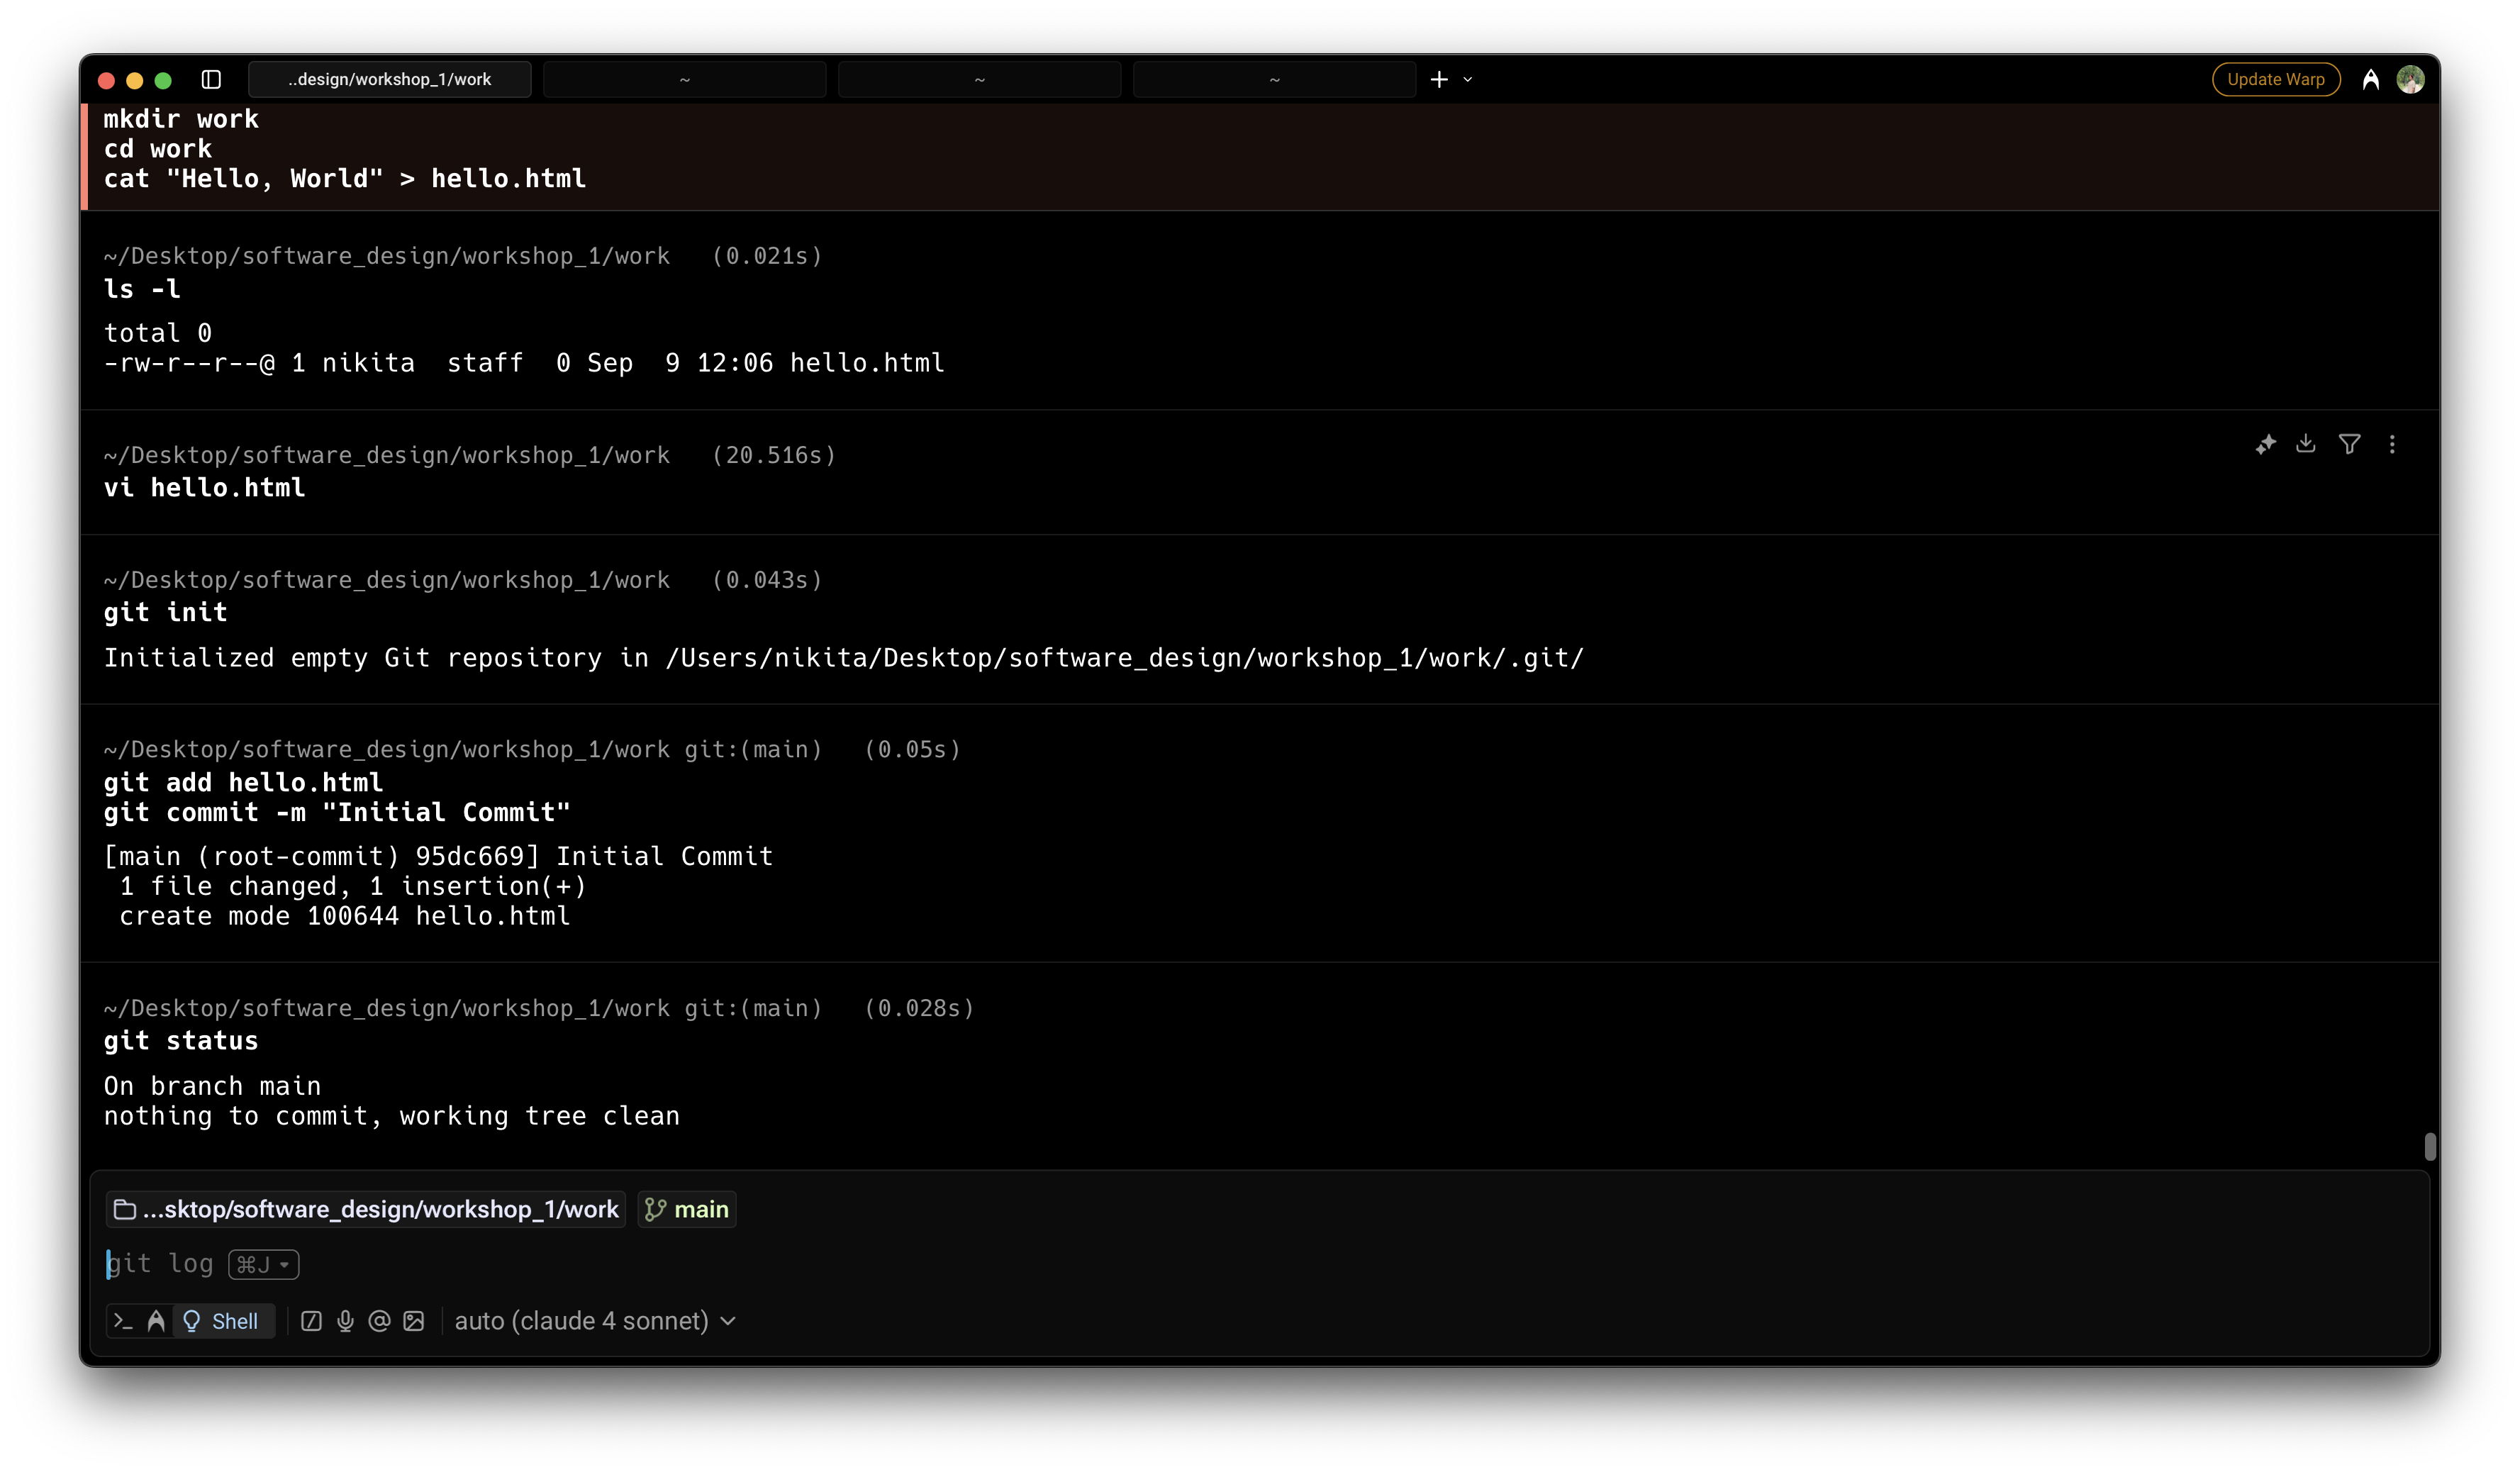 ..design/workshop_1/work ~ ~ ~ Update Warp
mkdir work
cd work
cat "Hello, World" > hello.html
~/Desktop/software_design/workshop_1/work (0.021s)
ls -l
total 0
-rw-r--r--@ 1 nikita  staff  0 Sep  9 12:06 hello.html
~/Desktop/software_design/workshop_1/work (20.516s)
vi hello.html
~/Desktop/software_design/workshop_1/work (0.043s)
git init
Initialized empty Git repository in /Users/nikita/Desktop/software_design/workshop_1/work/.git/
~/Desktop/software_design/workshop_1/work git:(main) (0.05s)
git add hello.html
git commit -m "Initial Commit"
[main (root-commit) 95dc669] Initial Commit
 1 file changed, 1 insertion(+)
 create mode 100644 hello.html
~/Desktop/software_design/workshop_1/work git:(main) (0.028s)
git status
On branch main
nothing to commit, working tree clean
...sktop/software_design/workshop_1/work main
git log ⌘J
Shell auto (claude 4 sonnet)